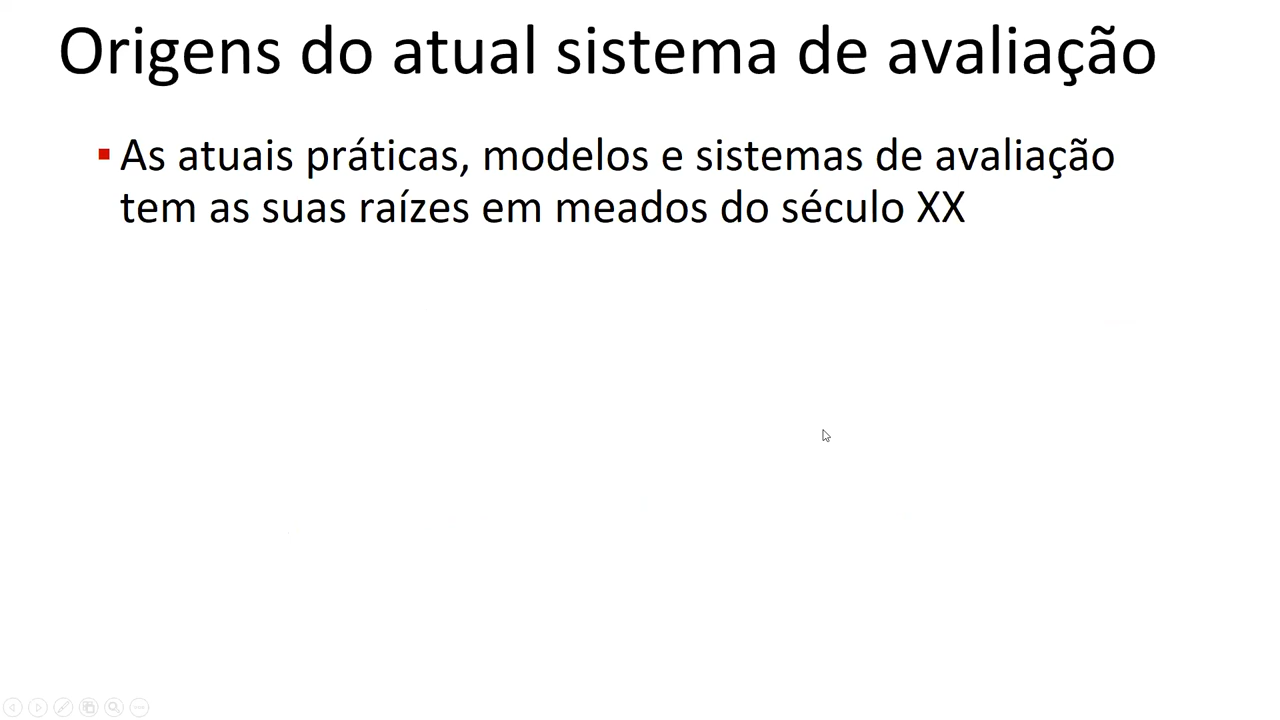 Origens do atual sistema de avaliação
As atuais práticas, modelos e sistemas de avaliação
tem as suas raízes em meados do século XX